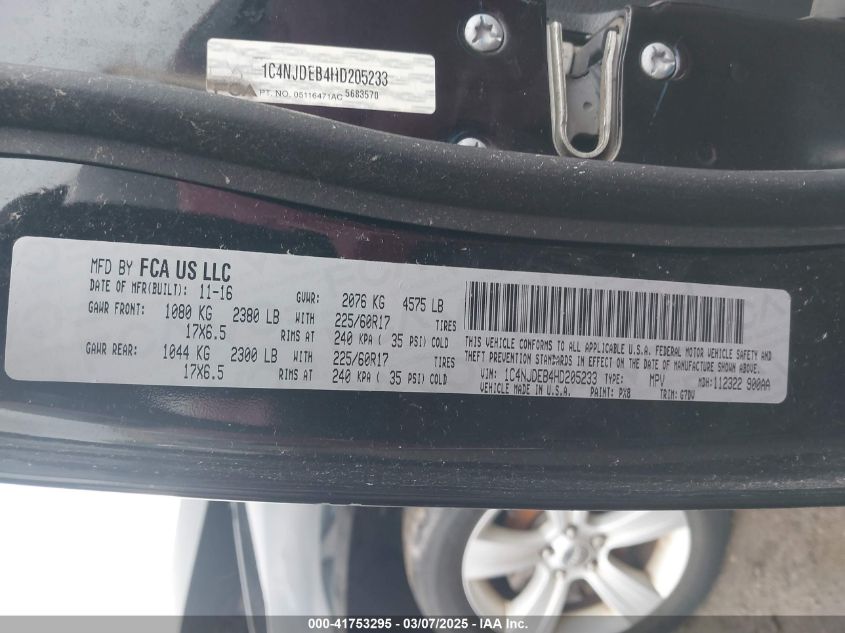 1C4NJDEB4HD205233
FCA PT. NO. 05116471AC 5683570
MFD BY FCA US LLC
DATE OF MFR(BUILT): 11-16 GVWR: 2076 KG 4575 LB
GAWR FRONT: 1080 KG 2380 LB WITH 225/60R17 TIRES
17X6.5 RIMS AT 240 KPA ( 35 PSI) COLD
GAWR REAR: 1044 KG 2300 LB WITH 225/60R17 TIRES
17X6.5 RIMS AT 240 KPA ( 35 PSI) COLD
THIS VEHICLE CONFORMS TO ALL APPLICABLE U.S.A. FEDERAL MOTOR VEHICLE SAFETY AND
THEFT PREVENTION STANDARDS IN EFFECT ON THE DATE OF MANUFACTURE SHOWN ABOVE.
VIN: 1C4NJDEB4HD205233 TYPE: MPV MDH: 112322 900AA
VEHICLE MADE IN U.S.A. PAINT: PX8 TRIM: G7DV
000-41753295 - 03/07/2025 - IAAI.COM